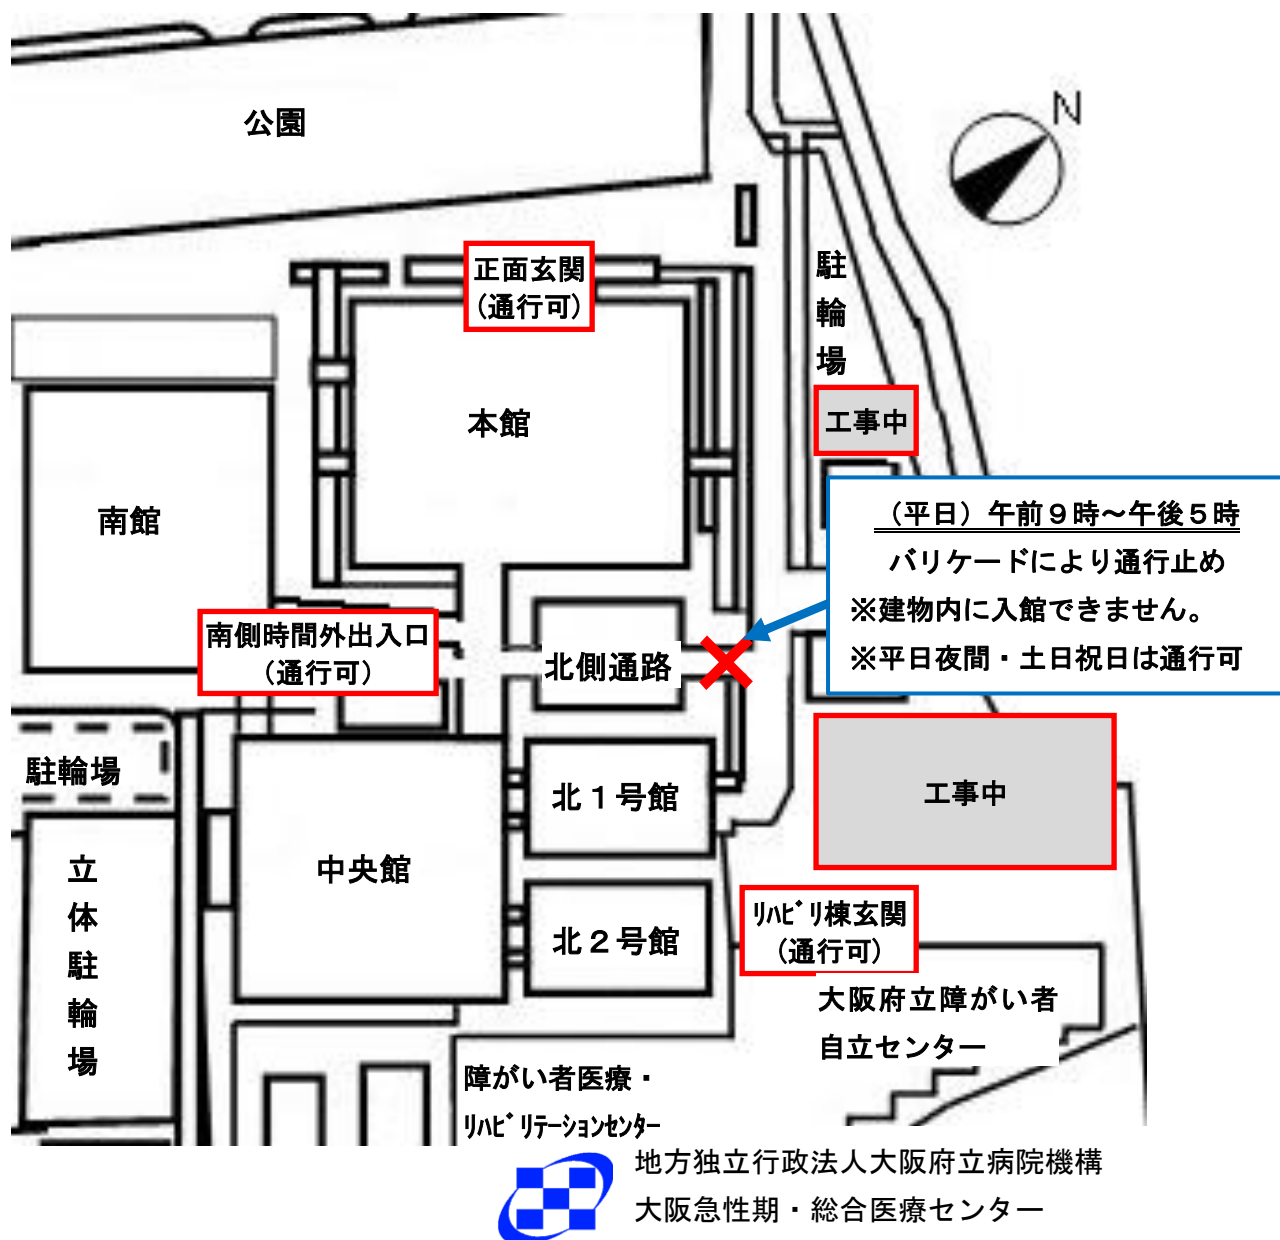 公園
N
正面玄関
(通行可)
駐
輪
場
工事中
本館
南館
（平日）午前９時～午後５時
バリケードにより通行止め
※建物内に入館できません。
※平日夜間・土日祝日は通行可
南側時間外出入口
(通行可)
北側通路
駐輪場
北１号館
工事中
中央館
立
体
駐
輪
場
北２号館
ﾘﾊﾋﾞﾘ棟玄関
(通行可)
大阪府立障がい者
自立センター
障がい者医療・
ﾘﾊﾋﾞﾘﾃｰｼｮﾝｾﾝﾀｰ
地方独立行政法人大阪府立病院機構
大阪急性期・総合医療センター